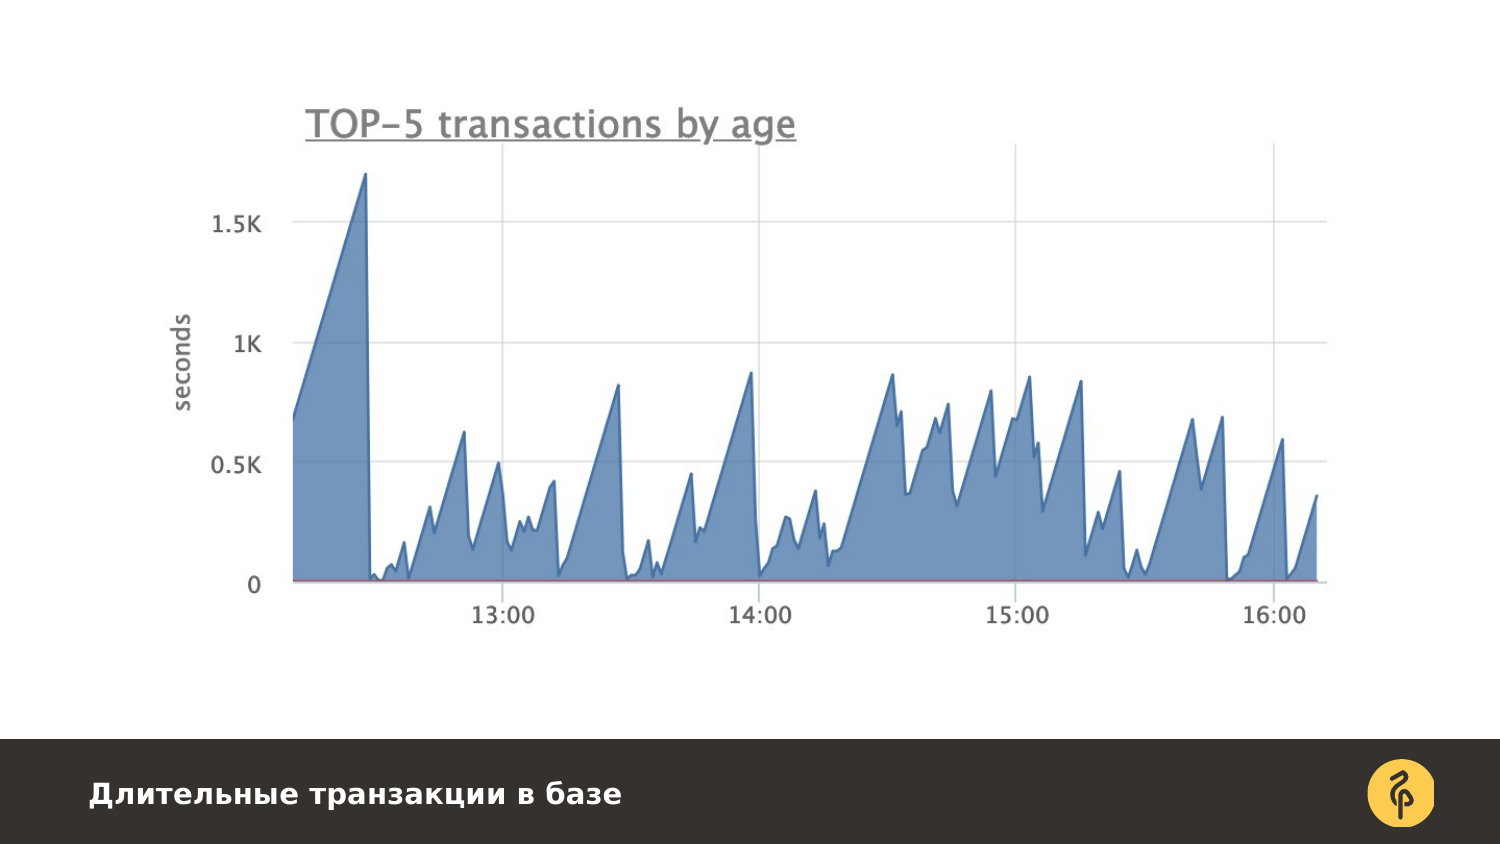 TOP-5 transactions by age
1.5K
1K
0.5K
0
seconds
13:00 14:00 15:00 16:00
Длительные транзакции в базе